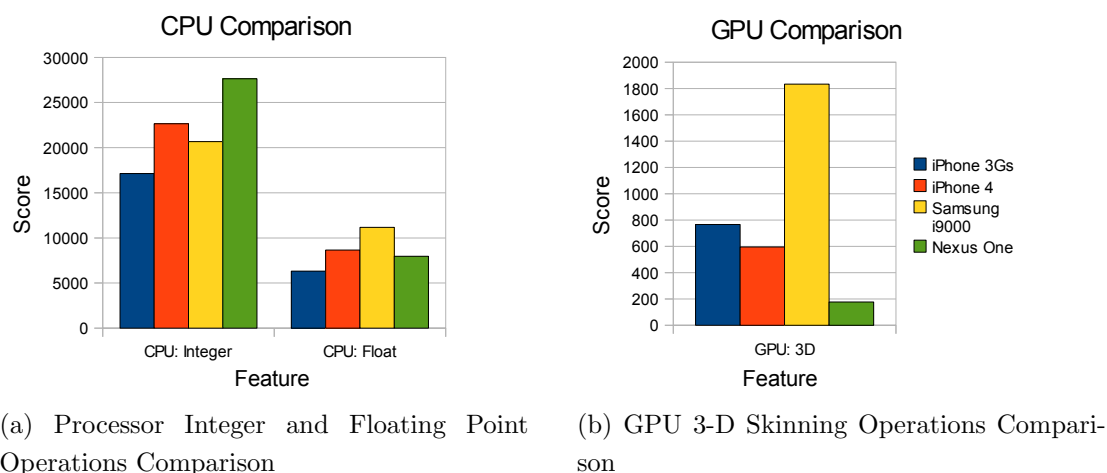 CPU Comparison
30000
25000
20000
15000
10000
5000
0
Score
CPU: Integer
CPU: Float
Feature
(a) Processor Integer and Floating Point
Operations Comparison
GPU Comparison
2000
1800
1600
1400
1200
1000
800
600
400
200
0
Score
GPU: 3D
Feature
iPhone 3Gs
iPhone 4
Samsung
i9000
Nexus One
(b) GPU 3-D Skinning Operations Compari-
son